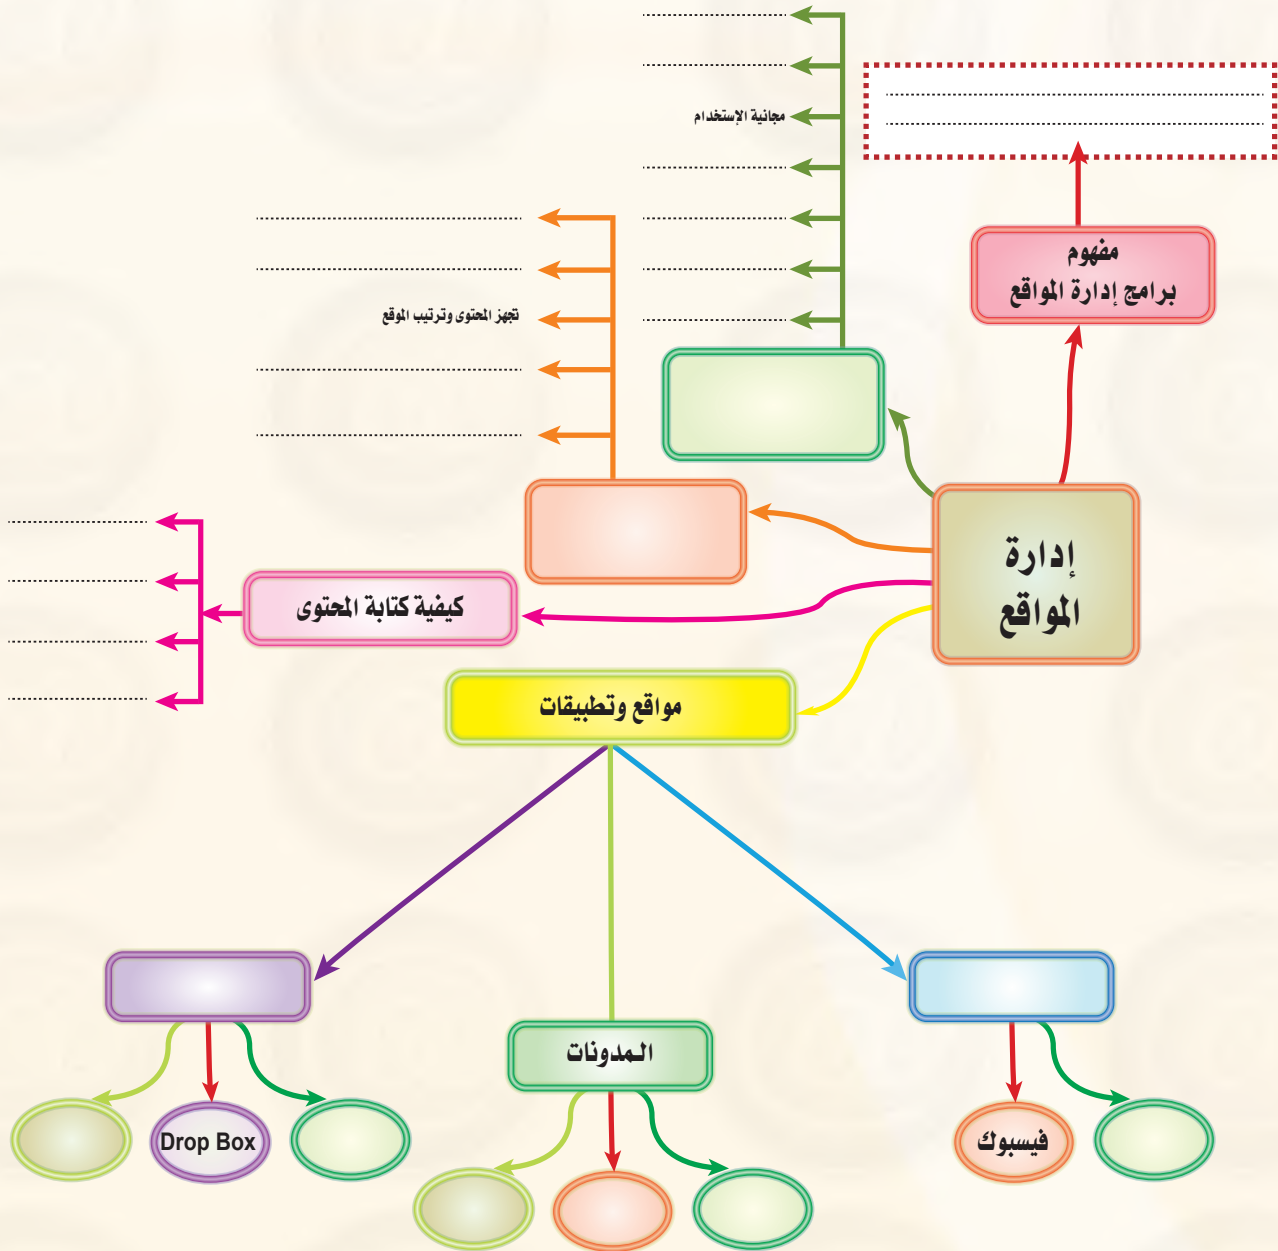 مجانية الإستخدام
مفهوم
برامج إدارة المواقع
تجهز المحتوى وترتيب الموقع
إدارة
المواقع
كيفية كتابة المحتوى
مواقع وتطبيقات
المدونات
Drop Box
فيسبوك